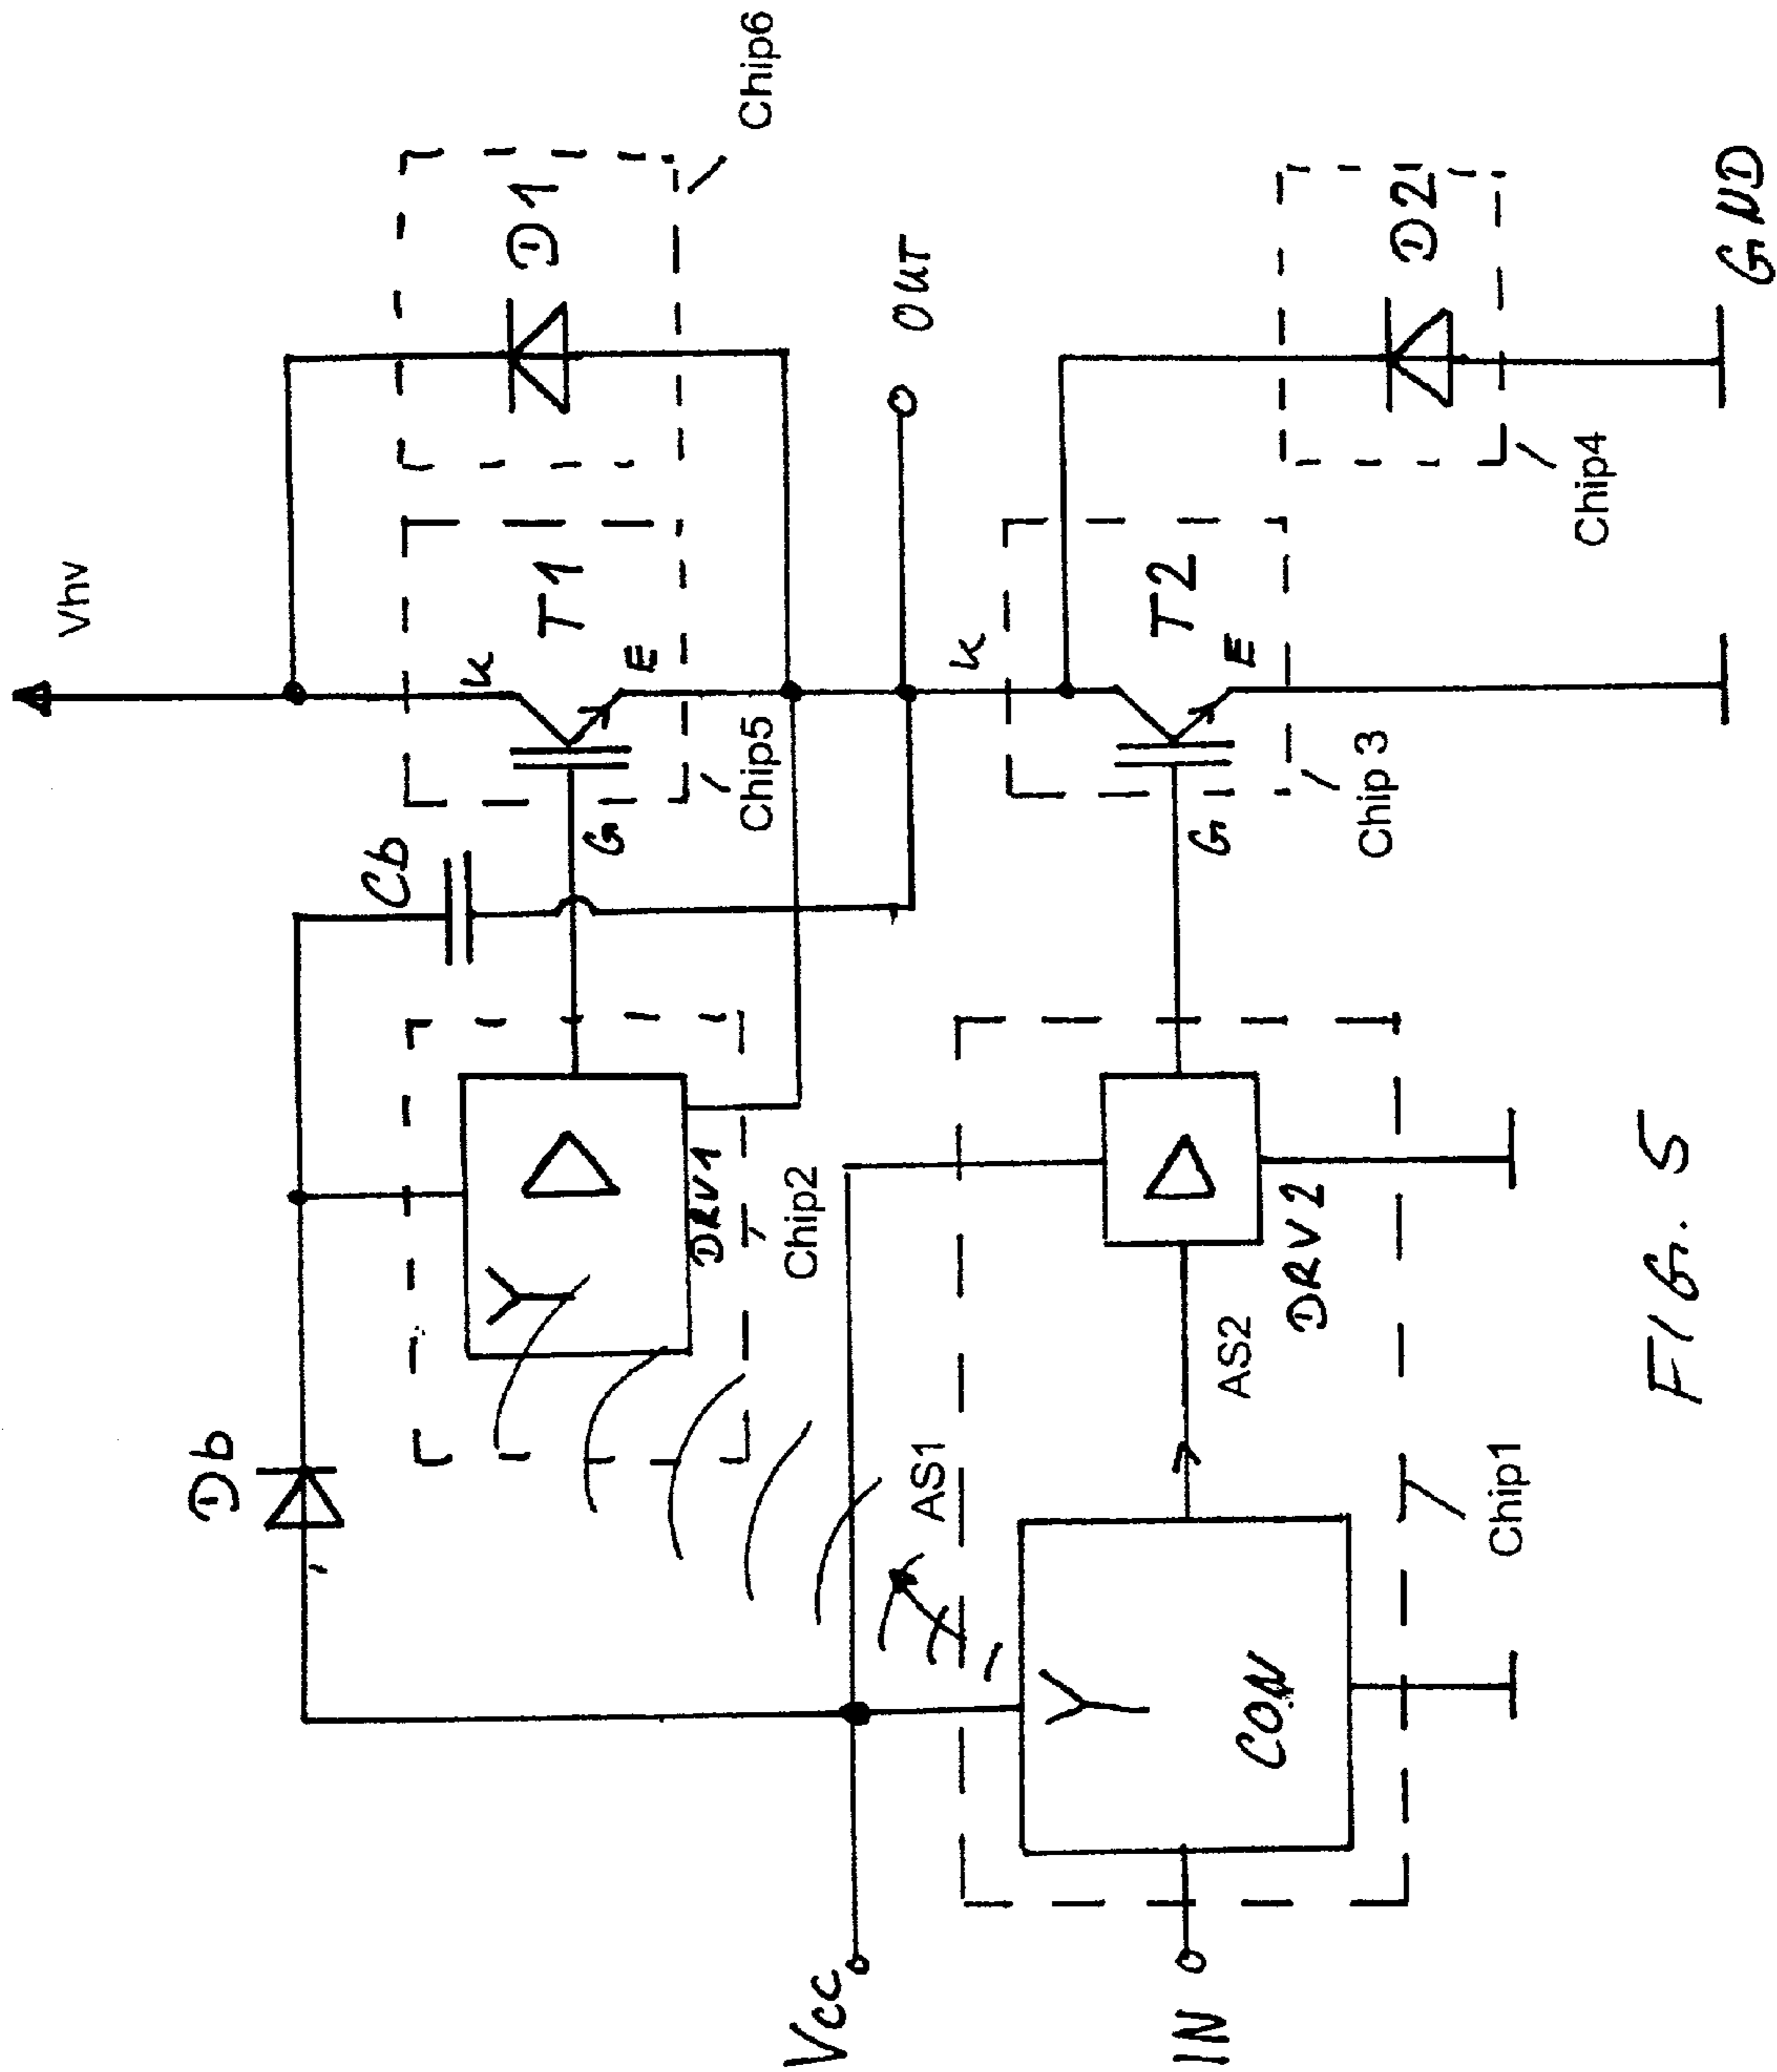 Vhv
Chip6
Db
Cb
K
T1
D1
E
G
Chip5
DRV1
Chip2
OUT
Vcc
AS1
K
T2
E
G
Chip 3
D2
Chip4
IN
CON
AS2
DRV2
Chip1
GND
FIG. 5